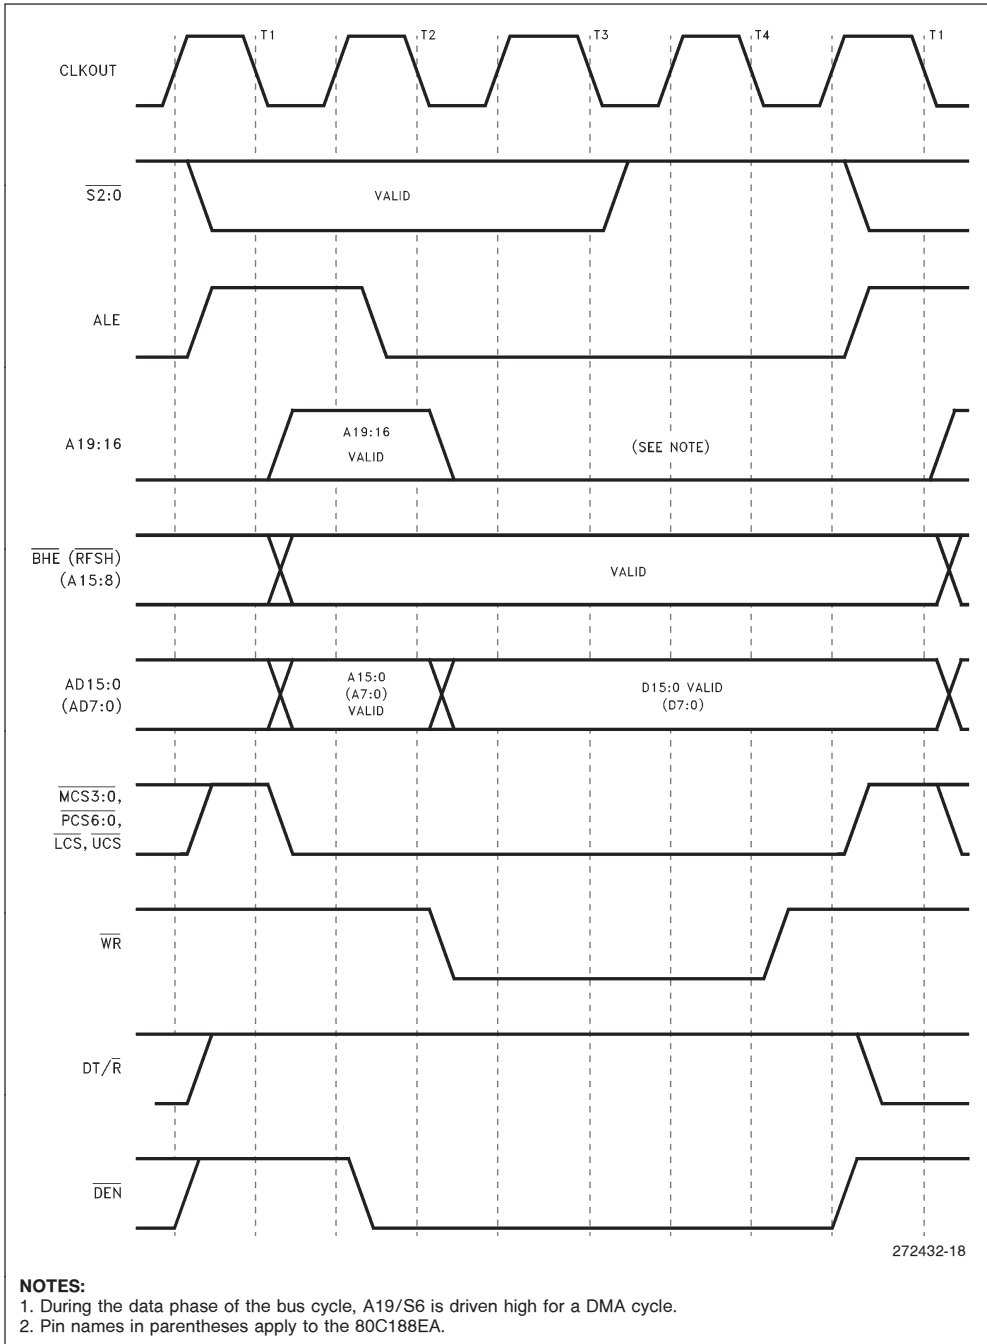 T1 T2 T3 T4 T1
CLKOUT
S2:0
VALID
ALE
A19:16
A19:16
VALID
(SEE NOTE)
BHE (RFSH)
(A15:8)
VALID
AD15:0
(AD7:0)
A15:0
(A7:0)
VALID
D15:0 VALID
(D7:0)
MCS3:0,
PCS6:0,
LCS, UCS
WR
DT/R
DEN
272432-18
NOTES:
1. During the data phase of the bus cycle, A19/S6 is driven high for a DMA cycle.
2. Pin names in parentheses apply to the 80C188EA.